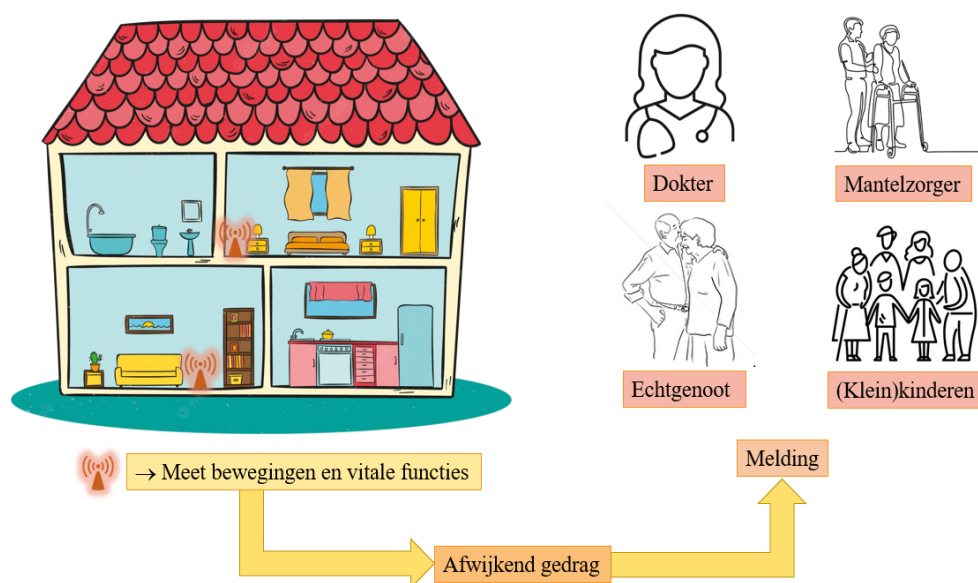 Dokter
Mantelzorger
Echtgenoot
(Klein)kinderen
→ Meet bewegingen en vitale functies
Melding
Afwijkend gedrag